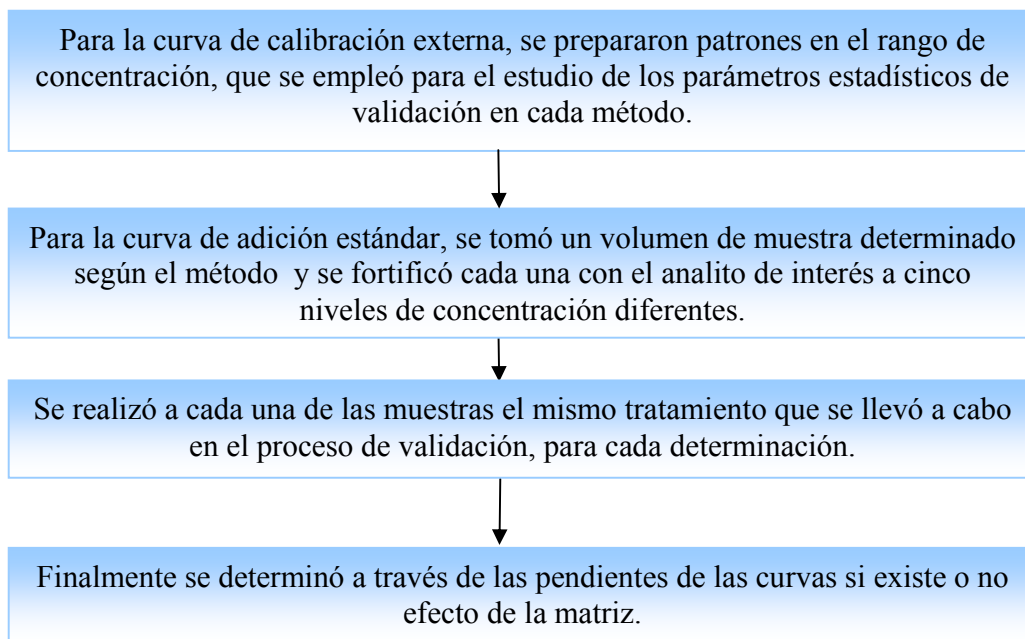 Para la curva de calibración externa, se prepararon patrones en el rango de
concentración, que se empleó para el estudio de los parámetros estadísticos de
validación en cada método.
Para la curva de adición estándar, se tomó un volumen de muestra determinado
según el método y se fortificó cada una con el analito de interés a cinco
niveles de concentración diferentes.
Se realizó a cada una de las muestras el mismo tratamiento que se llevó a cabo
en el proceso de validación, para cada determinación.
Finalmente se determinó a través de las pendientes de las curvas si existe o no
efecto de la matriz.